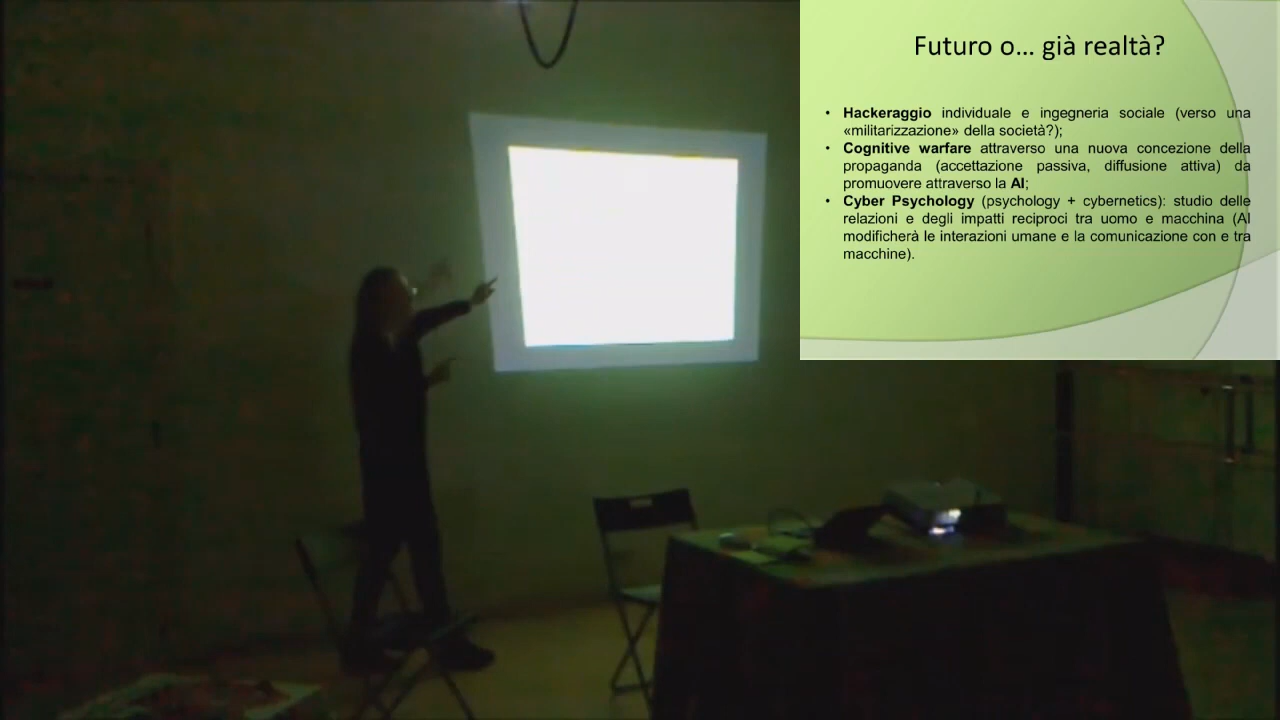 Futuro o... già realtà?
• Hackeraggio individuale e ingegneria sociale (verso una
«militarizzazione» della società?);
• Cognitive warfare attraverso una nuova concezione della
propaganda (accettazione passiva, diffusione attiva) da
promuovere attraverso la AI;
• Cyber Psychology (psychology + cybernetics): studio delle
relazioni e degli impatti reciproci tra uomo e macchina (AI
modificherà le interazioni umane e la comunicazione con e tra
macchine).